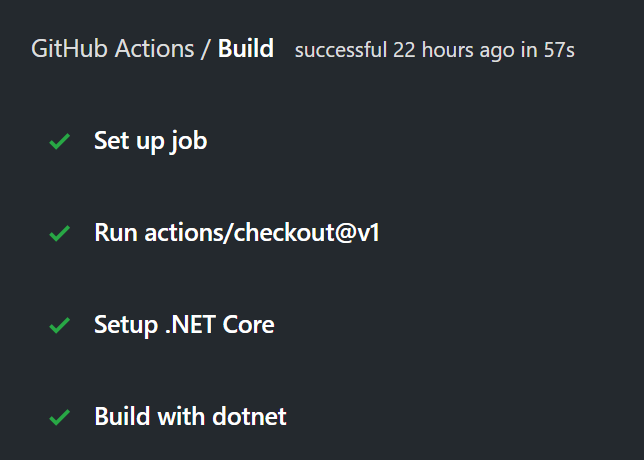 GitHub Actions / Build successful 22 hours ago in 57s
Set up job
Run actions/checkout@v1
Setup .NET Core
Build with dotnet